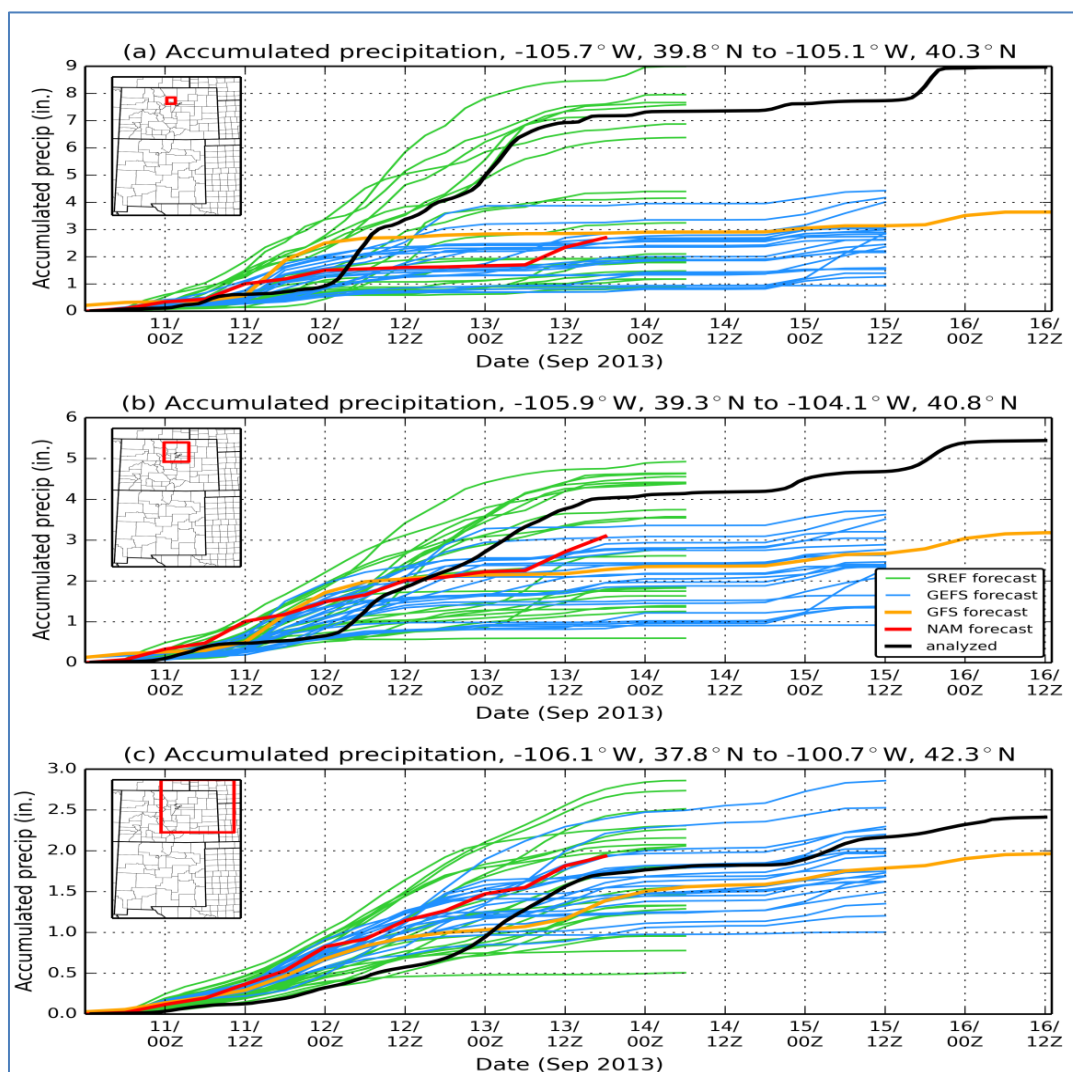 (a) Accumulated precipitation, -105.7°W, 39.8°N to -105.1°W, 40.3°N
Accumulated precip (in.)
9
8
7
6
5
4
3
2
1
0
11/ 11/ 12/ 12/ 13/ 13/ 14/ 14/ 15/ 15/ 16/ 16/
00Z 12Z 00Z 12Z 00Z 12Z 00Z 12Z 00Z 12Z 00Z 12Z
Date (Sep 2013)
(b) Accumulated precipitation, -105.9°W, 39.3°N to -104.1°W, 40.8°N
Accumulated precip (in.)
6
5
4
3
2
1
0
SREF forecast
GEFS forecast
GFS forecast
NAM forecast
analyzed
11/ 11/ 12/ 12/ 13/ 13/ 14/ 14/ 15/ 15/ 16/ 16/
00Z 12Z 00Z 12Z 00Z 12Z 00Z 12Z 00Z 12Z 00Z 12Z
Date (Sep 2013)
(c) Accumulated precipitation, -106.1°W, 37.8°N to -100.7°W, 42.3°N
Accumulated precip (in.)
3.0
2.5
2.0
1.5
1.0
0.5
0.0
11/ 11/ 12/ 12/ 13/ 13/ 14/ 14/ 15/ 15/ 16/ 16/
00Z 12Z 00Z 12Z 00Z 12Z 00Z 12Z 00Z 12Z 00Z 12Z
Date (Sep 2013)